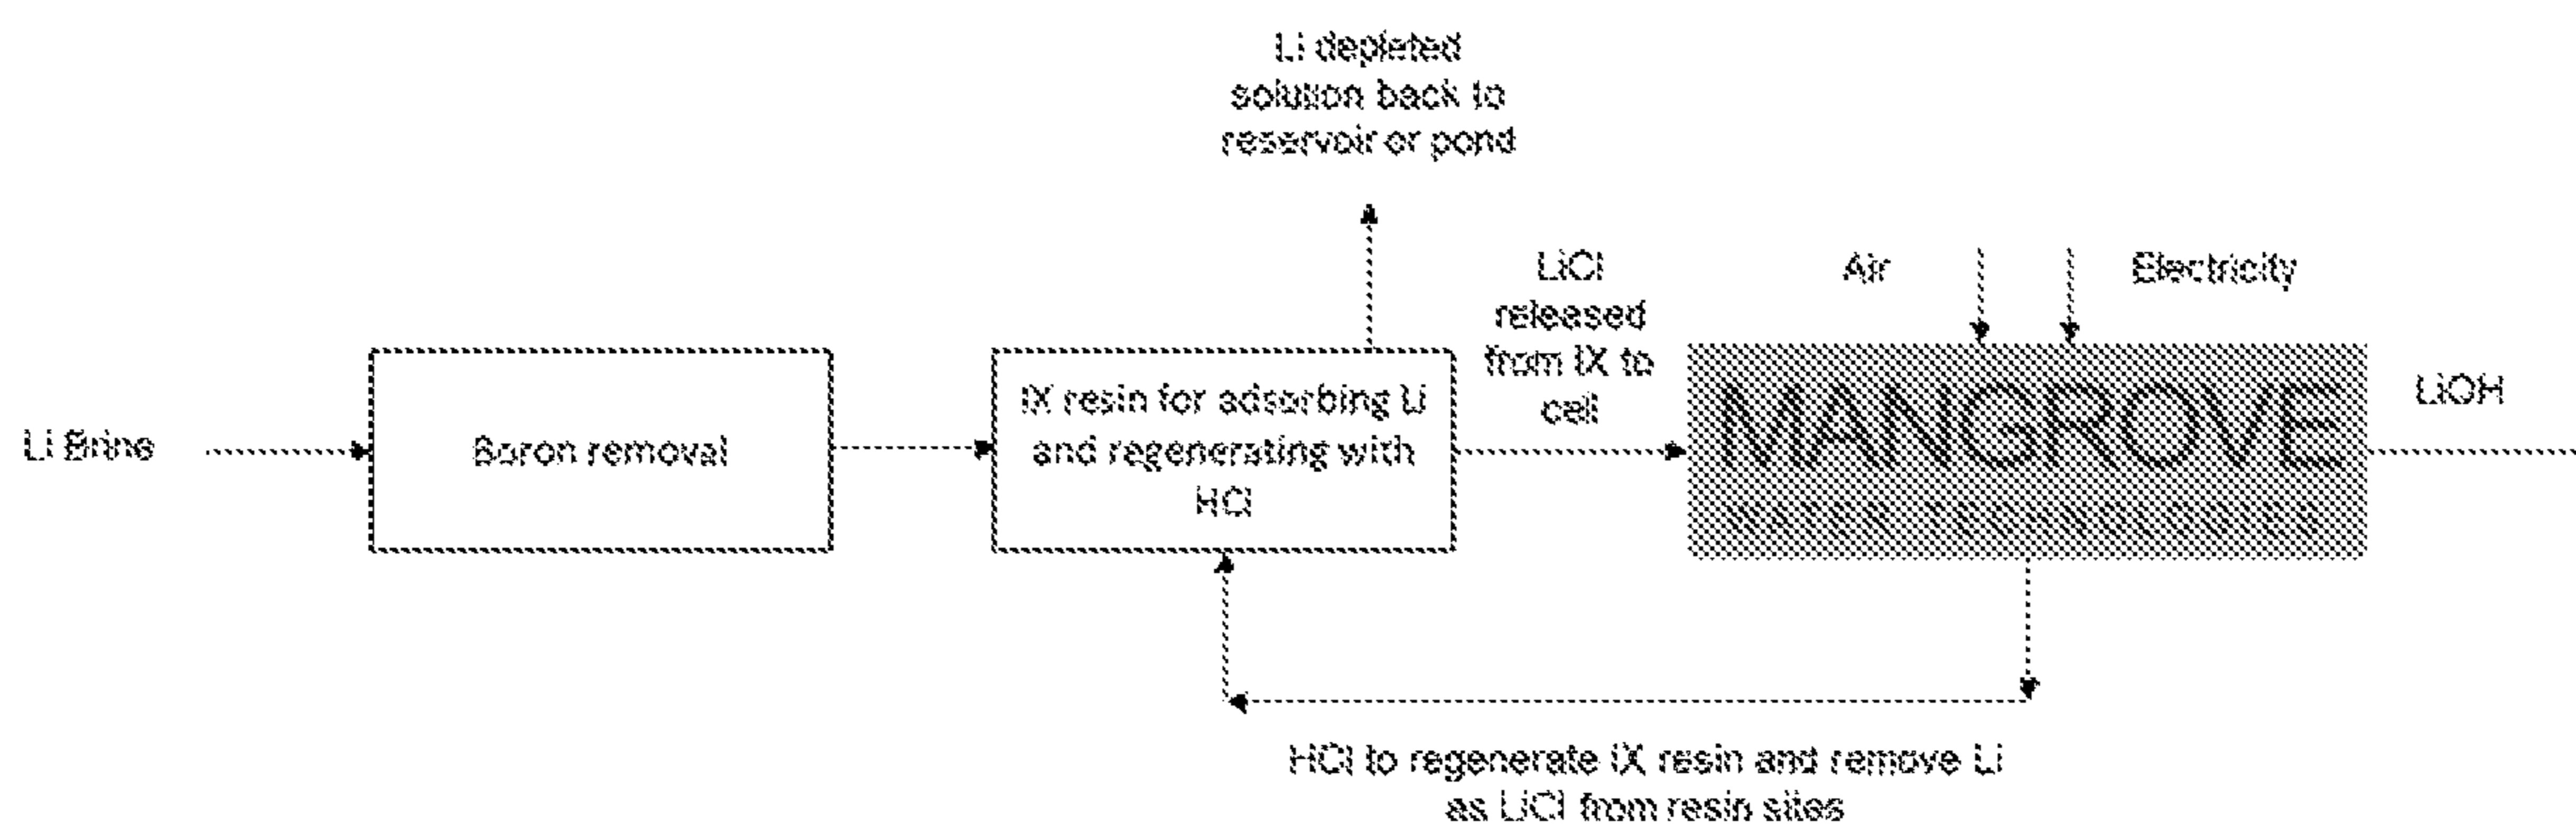 Li depleted
solution back to
reservoir or pond
LiCl
released
from IX to
cell
Air
Electricity
Li Brine
Boron removal
IX resin for adsorbing Li
and regenerating with
HCl
MANGROVE
WATER TECHNOLOGIES
LiOH
HCl to regenerate IX resin and remove Li
as LiCl from resin sites